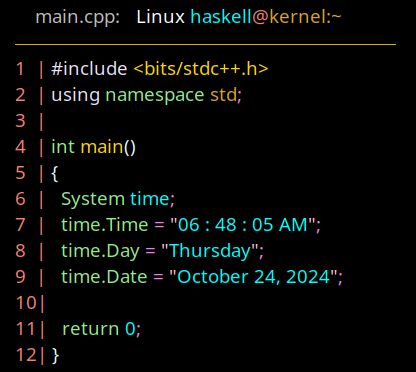 main.cpp: Linux haskell@kernel:~
1 | #include <bits/stdc++.h>
2 | using namespace std;
3 |
4 | int main()
5 | {
6 | System time;
7 | time.Time = "06 : 48 : 05 AM";
8 | time.Day = "Thursday";
9 | time.Date = "October 24, 2024";
10|
11| return 0;
12| }